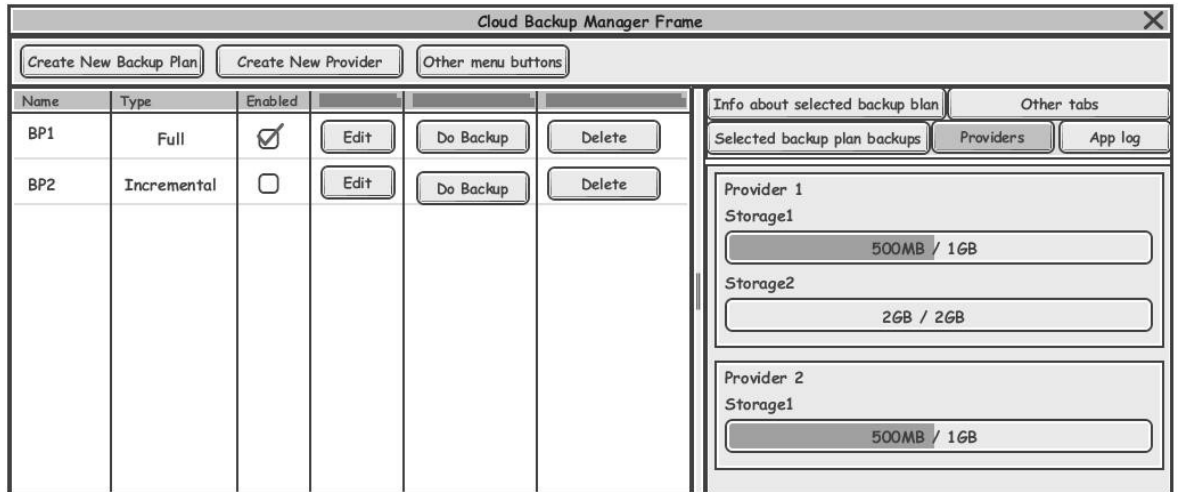 Cloud Backup Manager Frame
Create New Backup Plan Create New Provider Other menu buttons
Name Type Enabled
BP1 Full Edit Do Backup Delete
BP2 Incremental Edit Do Backup Delete
Info about selected backup blan Other tabs
Selected backup plan backups Providers App log
Provider 1
Storage1
500MB / 1GB
Storage2
2GB / 2GB
Provider 2
Storage1
500MB / 1GB